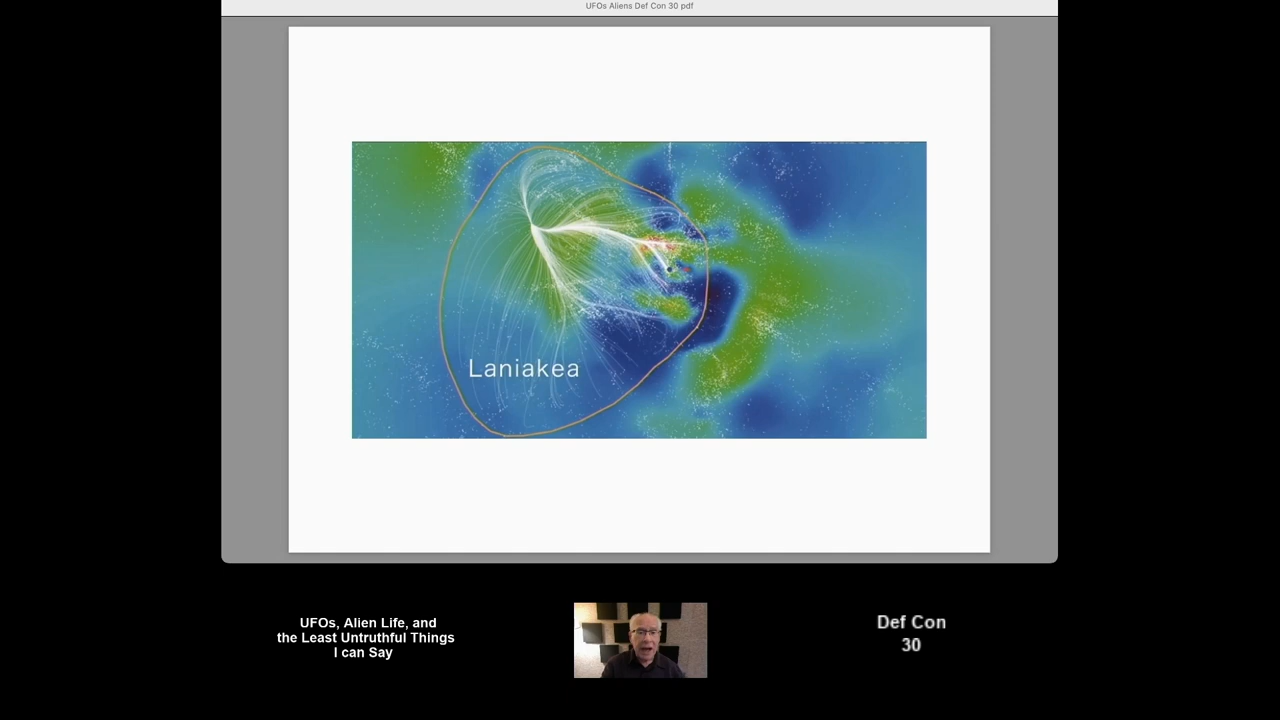 UFOs Aliens Def Con 30 pdf
Laniakea
UFOs, Alien Life, and
the Least Untruthful Things
I can Say
Def Con
30